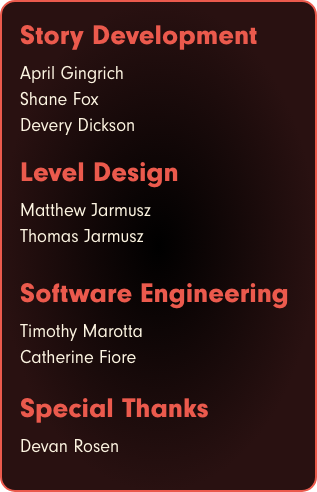 Story Development
April Gingrich
Shane Fox
Devery Dickson
Level Design
Matthew Jarmusz
Thomas Jarmusz
Software Engineering
Timothy Marotta
Catherine Fiore
Special Thanks
Devan Rosen